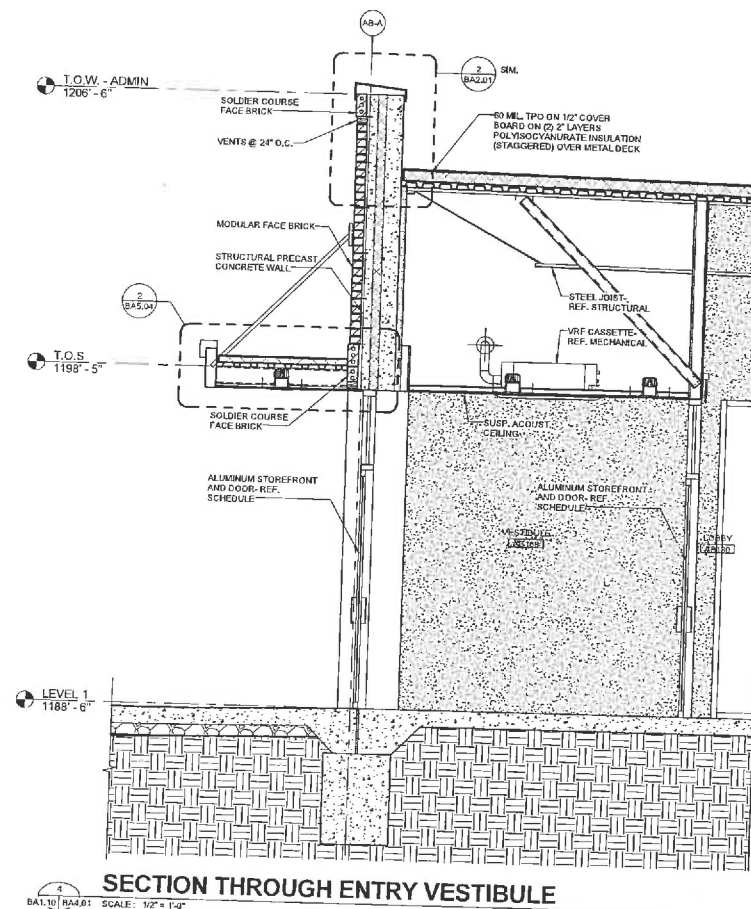 AB-A
2
BA2.01
SIM.
T.O.W. - ADMIN
1206' - 6"
SOLDIER COURSE
FACE BRICK
VENTS @ 24" O.C.
60 MIL. TPO ON 1/2" COVER
BOARD ON (2) 2" LAYERS
POLYISOCYANURATE INSULATION
(STAGGERED) OVER METAL DECK
MODULAR FACE BRICK
STRUCTURAL PRECAST
CONCRETE WALL
2
BA5.04
STEEL JOIST-
REF. STRUCTURAL
VRF CASSETTE-
REF. MECHANICAL
T.O.S
1198' - 5"
SOLDIER COURSE
FACE BRICK
SUSP. ACOUST.
CEILING
ALUMINUM STOREFRONT
AND DOOR- REF.
SCHEDULE
ALUMINUM STOREFRONT
AND DOOR- REF.
SCHEDULE
VESTIBULE
LOBBY
LEVEL 1
1188' - 6"
4
BA1.10 BA4.01
SECTION THROUGH ENTRY VESTIBULE
SCALE: 1/2" = 1'-0"